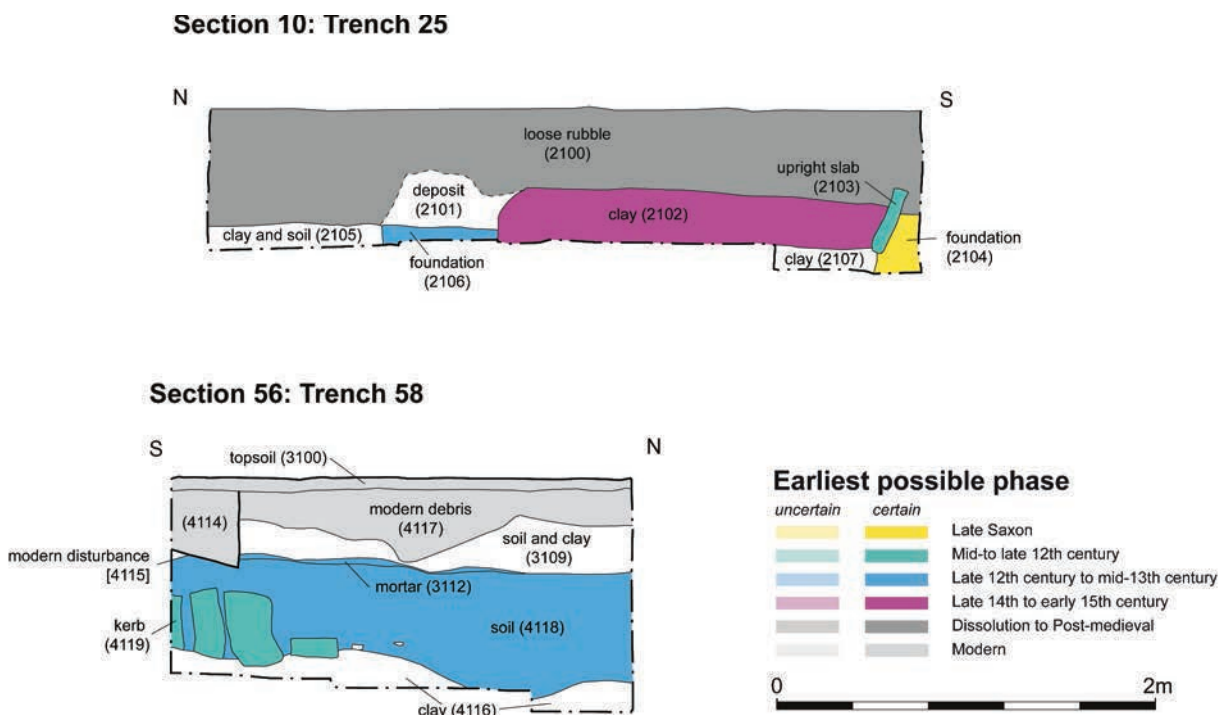 Section 10: Trench 25
N
S
loose rubble
(2100)
upright slab
(2103)
deposit
(2101)
clay (2102)
clay and soil (2105)
foundation
(2106)
clay (2107)
foundation
(2104)
Section 56: Trench 58
S
N
topsoil (3100)
modern debris
(4117)
(4114)
soil and clay
(3109)
modern disturbance
[4115]
mortar (3112)
kerb
(4119)
soil (4118)
clay (4116)
Earliest possible phase
uncertain certain
Late Saxon
Mid-to late 12th century
Late 12th century to mid-13th century
Late 14th to early 15th century
Dissolution to Post-medieval
Modern
0 2m